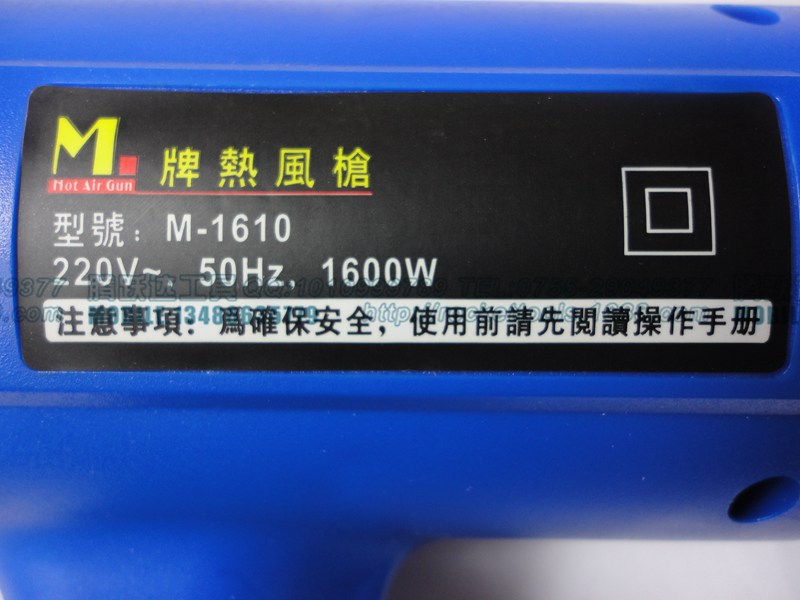 M.
Hot Air Gun
牌熱風槍
型號：M-1610
220V~, 50Hz, 1600W
注意事項：爲確保安全，使用前請先閲讀操作手册